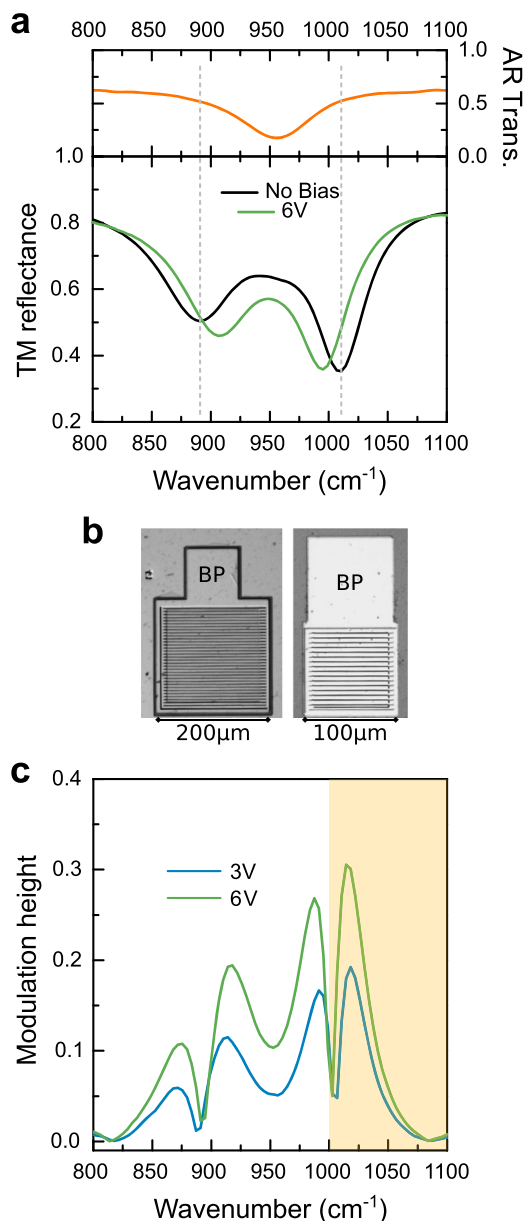 a
800 850 900 950 1000 1050 1100
1.0
0.5
0.0
AR Trans.
1.0
0.8
0.6
0.4
0.2
TM reflectance
No Bias
6V
800 850 900 950 1000 1050 1100
Wavenumber (cm⁻¹)
b
BP BP
200μm 100μm
c
0.4
0.3
0.2
0.1
0.0
Modulation height
3V
6V
800 850 900 950 1000 1050 1100
Wavenumber (cm⁻¹)